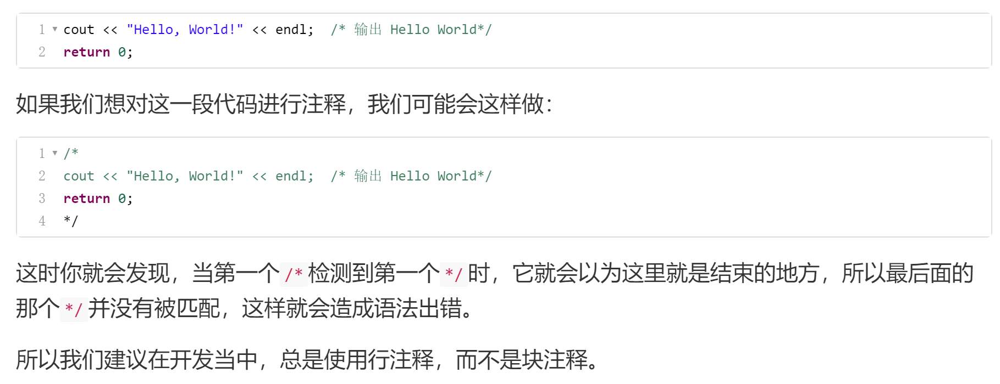 1 cout << "Hello, World!" << endl;  /* 输出 Hello World*/
2 return 0;
如果我们想对这一段代码进行注释，我们可能会这样做：
1 /*
2 cout << "Hello, World!" << endl;  /* 输出 Hello World*/
3 return 0;
4 */
这时你就会发现，当第一个/*检测到第一个*/时，它就会以为这里就是结束的地方，所以最后面的
那个*/并没有被匹配，这样就会造成语法出错。
所以我们建议在开发当中，总是使用行注释，而不是块注释。